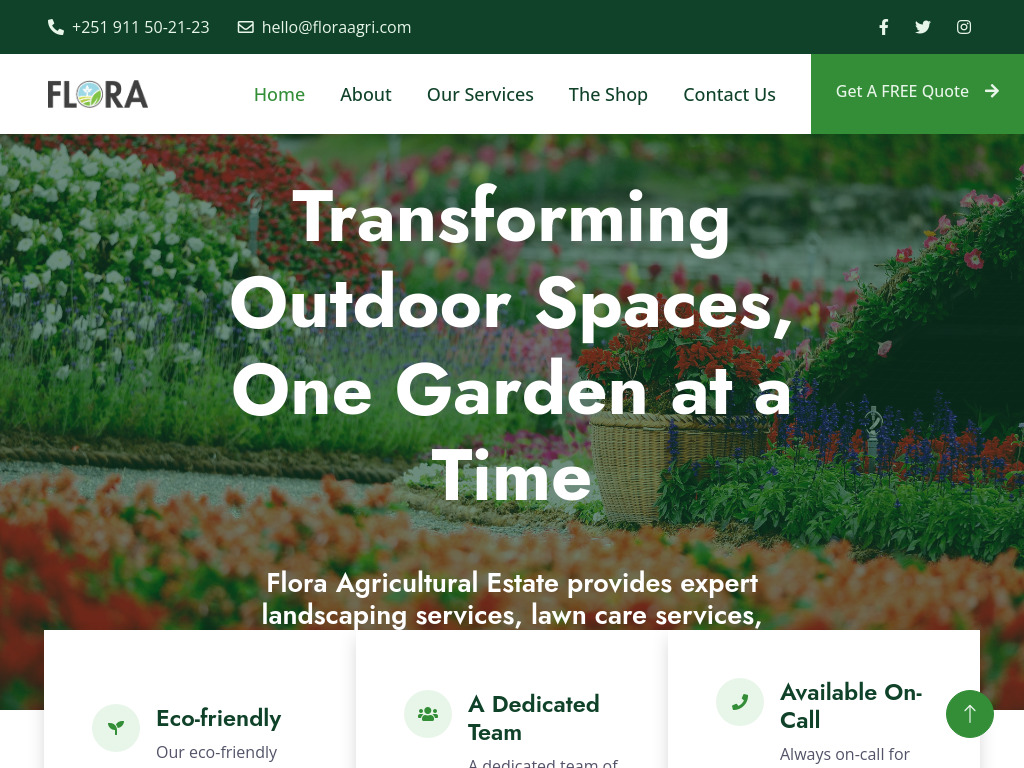 +251 911 50-21-23
hello@floraagri.com
FLORA
Home
About
Our Services
The Shop
Contact Us
Get A FREE Quote
Transforming
Outdoor Spaces,
One Garden at a
Time
Flora Agricultural Estate provides expert
landscaping services, lawn care services,
Eco-friendly
Our eco-friendly
A Dedicated
Team
A dedicated team of
Available On-
Call
Always on-call for